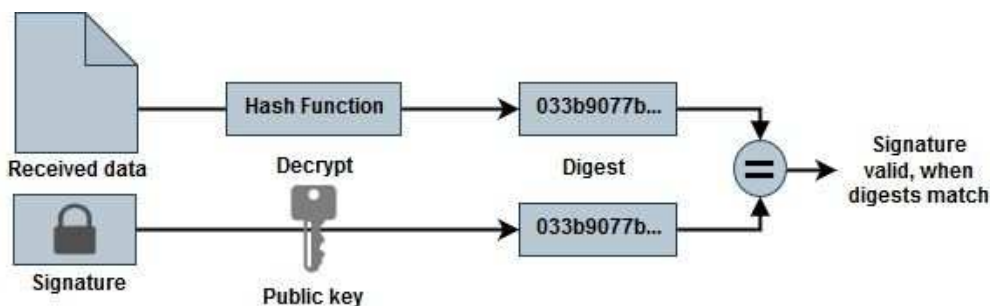 Hash Function
033b9077b...
Received data
Decrypt
Digest
Signature
valid, when
digests match
033b9077b...
Signature
Public key